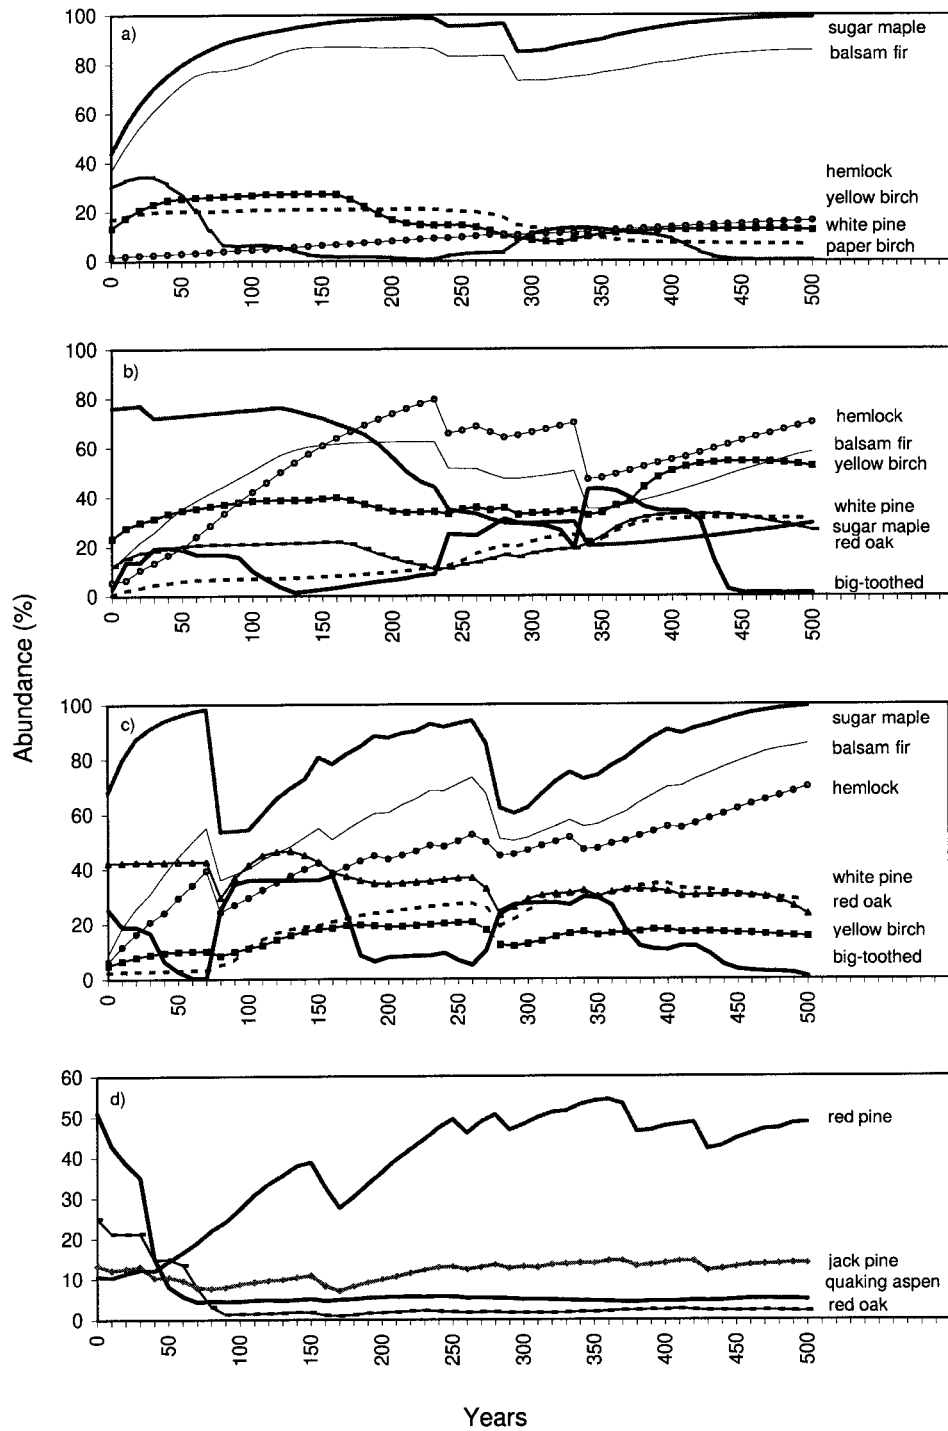 100
a)
80
60
40
20
0
sugar maple
balsam fir
hemlock
yellow birch
white pine
paper birch
0 50 100 150 200 250 300 350 400 450 500
100
b)
80
60
40
20
0
hemlock
balsam fir
yellow birch
white pine
sugar maple
red oak
big-toothed
0 50 100 150 200 250 300 350 400 450 500
Abundance (%)
100
c)
80
60
40
20
0
sugar maple
balsam fir
hemlock
white pine
red oak
yellow birch
big-toothed
0 50 100 150 200 250 300 350 400 450 500
60
d)
50
40
30
20
10
0
red pine
jack pine
quaking aspen
red oak
0 50 100 150 200 250 300 350 400 450 500
Years